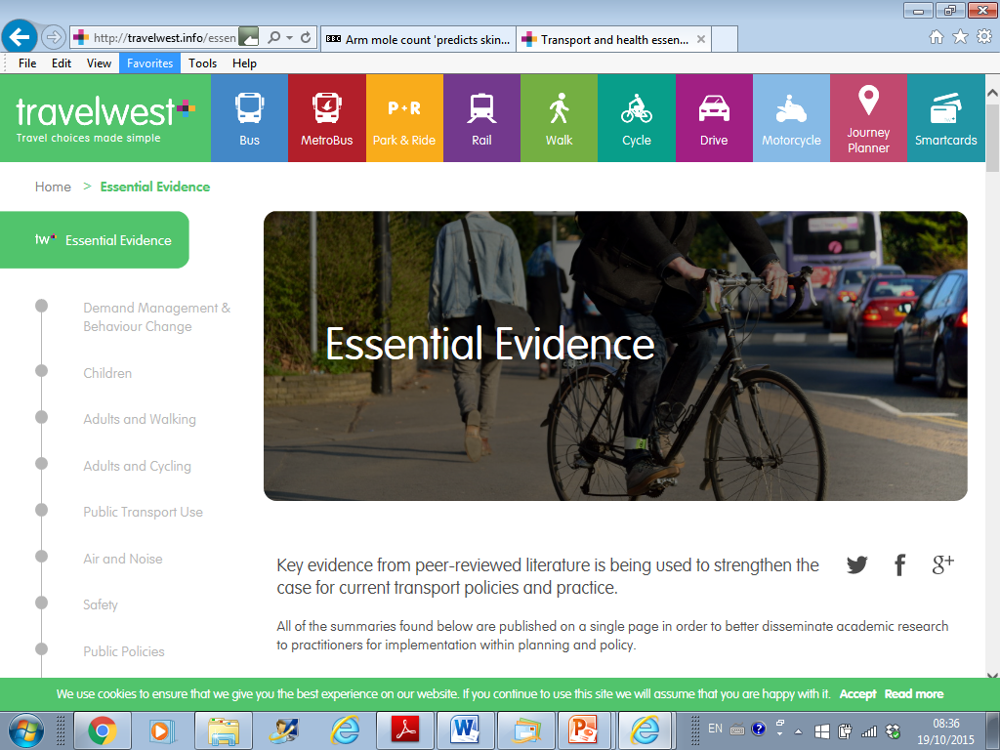 http://travelwest.info/essen
BBC Arm mole count 'predicts skin...
Transport and health essen...
File Edit View Favorites Tools Help
travelwest
Travel choices made simple
Bus
MetroBus
P+R
Park & Ride
Rail
Walk
Cycle
Drive
Motorcycle
Journey
Planner
Smartcards
Home > Essential Evidence
tw Essential Evidence
Demand Management &
Behaviour Change
Children
Adults and Walking
Adults and Cycling
Public Transport Use
Air and Noise
Safety
Public Policies
Essential Evidence
Key evidence from peer-reviewed literature is being used to strengthen the
case for current transport policies and practice.
g+
All of the summaries found below are published on a single page in order to better disseminate academic research
to practitioners for implementation within planning and policy.
We use cookies to ensure that we give you the best experience on our website. If you continue to use this site we will assume that you are happy with it. Accept Read more
EN
08:36
19/10/2015